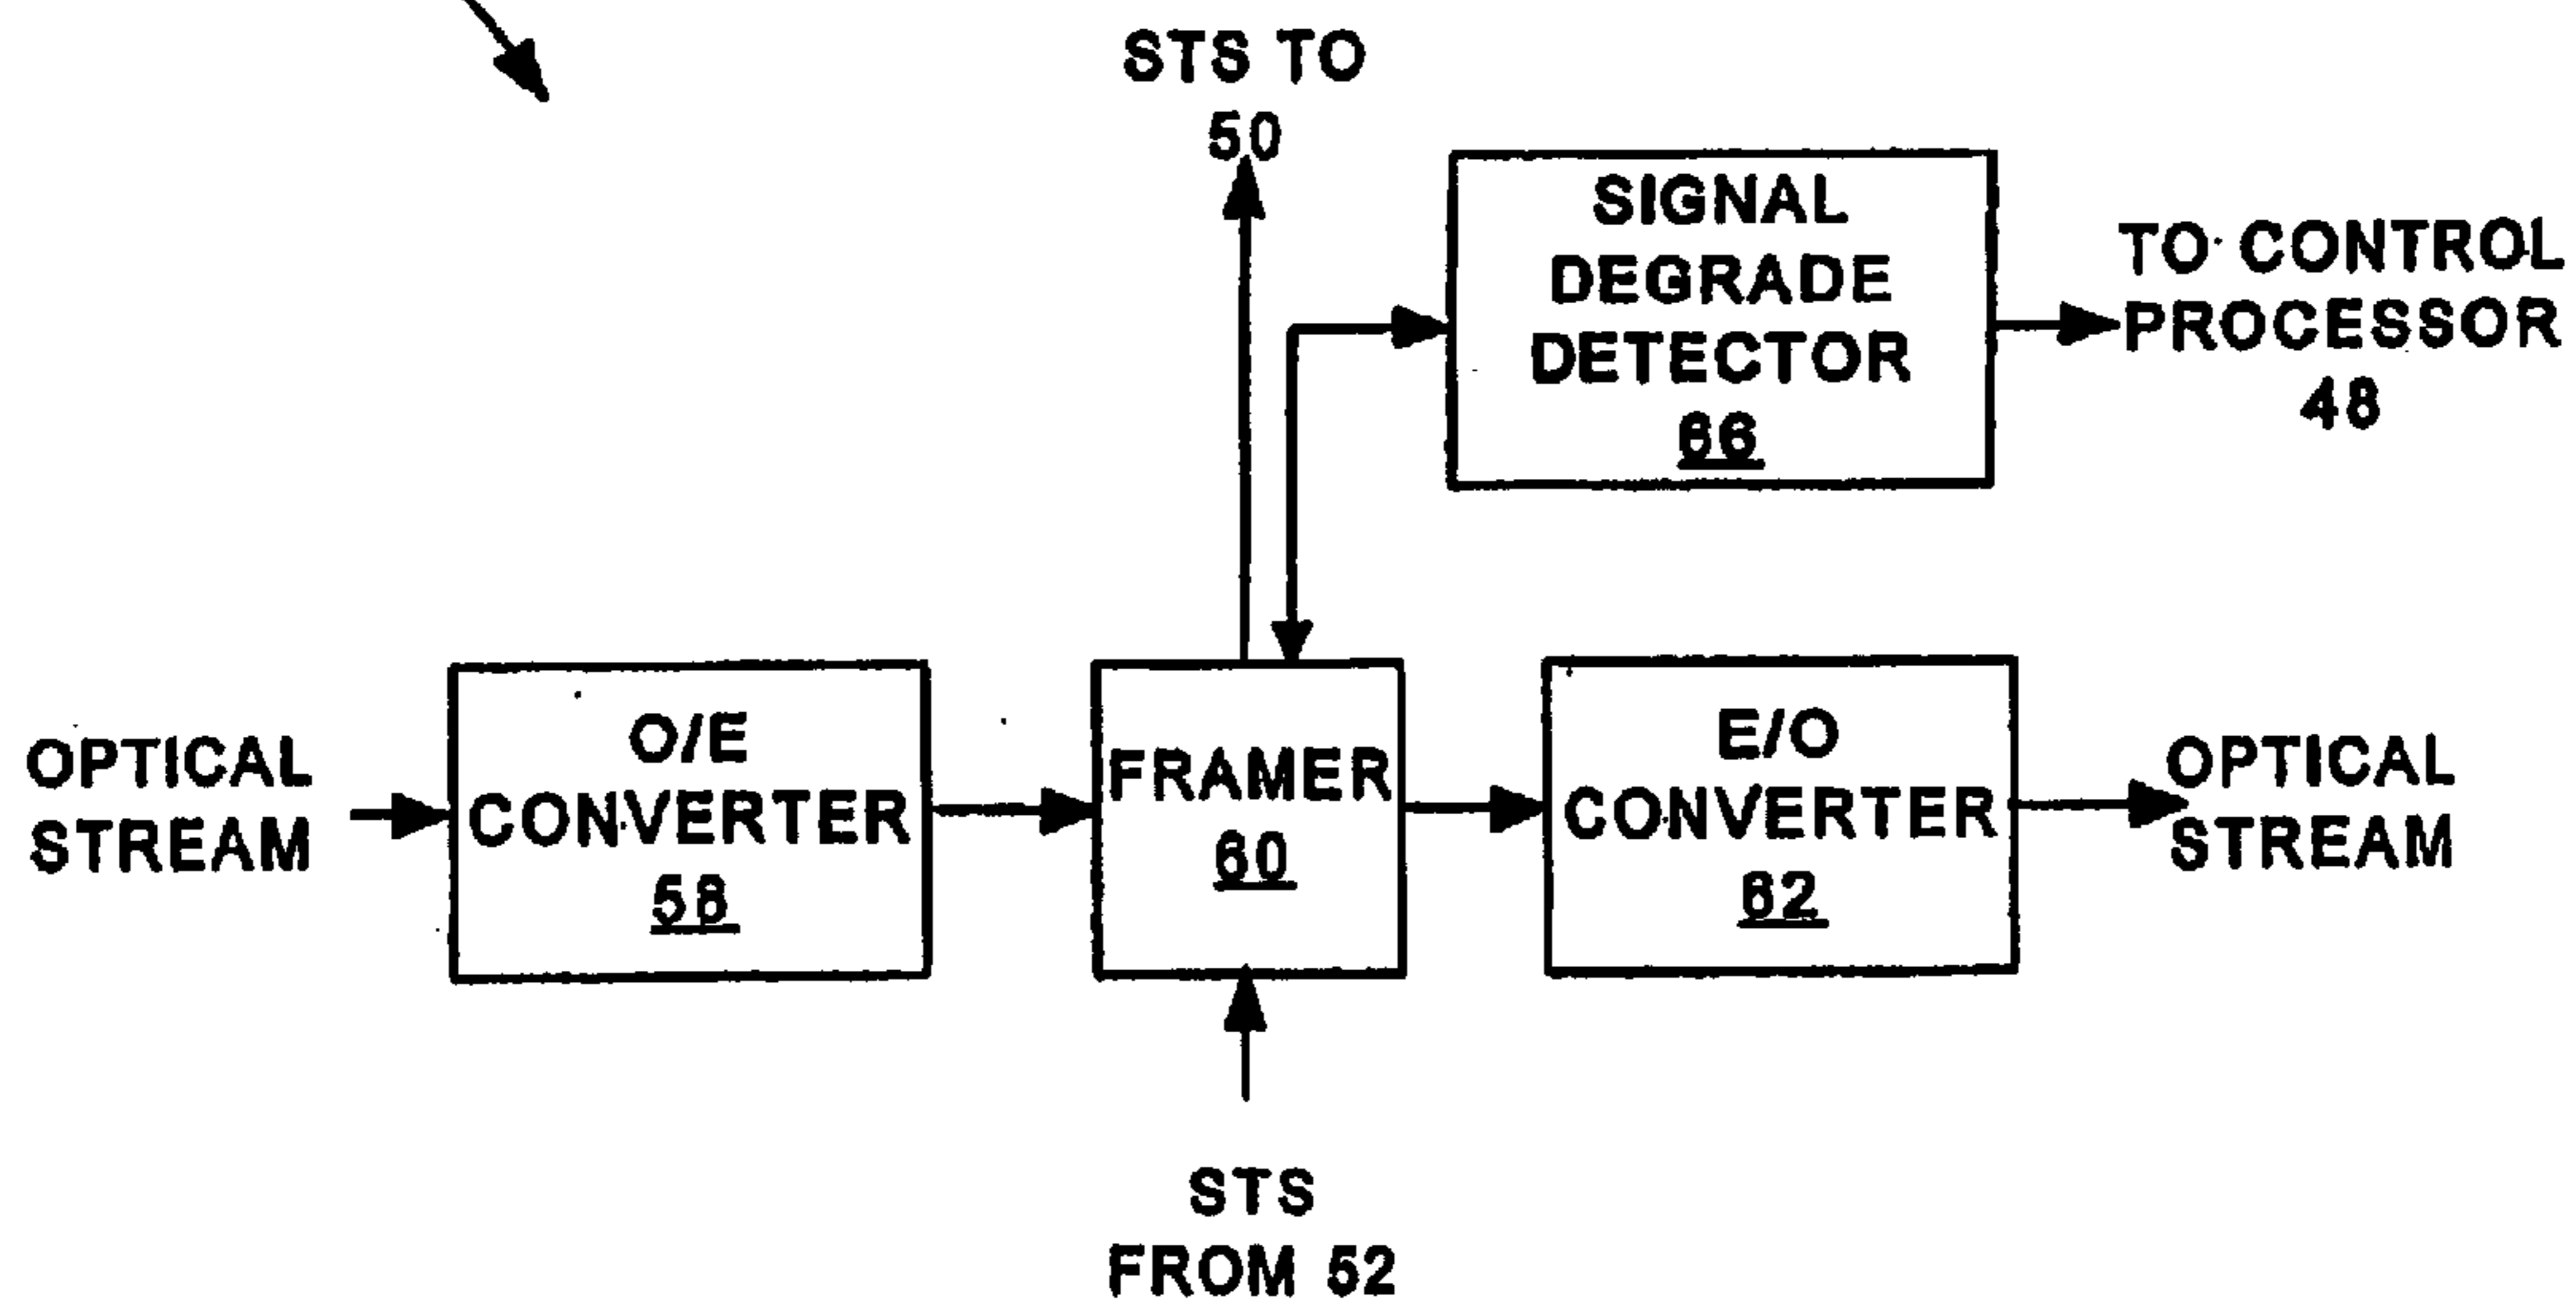 STS TO
50
SIGNAL
DEGRADE
DETECTOR
66
TO CONTROL
PROCESSOR
48
OPTICAL
STREAM
O/E
CONVERTER
58
FRAMER
60
E/O
CONVERTER
62
OPTICAL
STREAM
STS
FROM 52